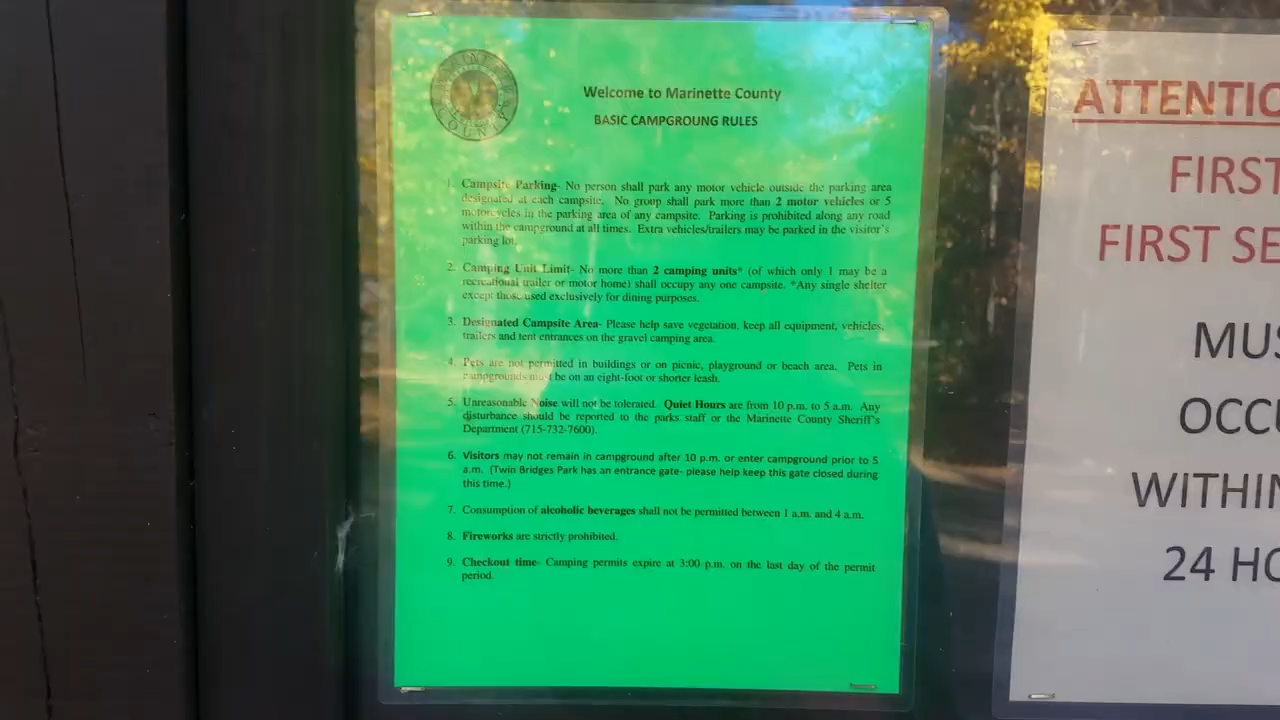 MARINETTE
COUNTY
Welcome to Marinette County
BASIC CAMPGROUNG RULES
1. Campsite Parking- No person shall park any motor vehicle outside the parking area
designated at each campsite. No group shall park more than 2 motor vehicles or 5
motorcycles in the parking area of any campsite. Parking is prohibited along any road
within the campground at all times. Extra vehicles/trailers may be parked in the visitor's
parking lot.
2. Camping Unit Limit- No more than 2 camping units* (of which only 1 may be a
recreational trailer or motor home) shall occupy any one campsite. *Any single shelter
except those used exclusively for dining purposes.
3. Designated Campsite Area- Please help save vegetation, keep all equipment, vehicles,
trailers and tent entrances on the gravel camping area.
4. Pets are not permitted in buildings or on picnic, playground or beach area. Pets in
campgrounds must be on an eight-foot or shorter leash.
5. Unreasonable Noise will not be tolerated. Quiet Hours are from 10 p.m. to 5 a.m. Any
disturbance should be reported to the parks staff or the Marinette County Sheriff's
Department (715-732-7600).
6. Visitors may not remain in campground after 10 p.m. or enter campground prior to 5
a.m. (Twin Bridges Park has an entrance gate- please help keep this gate closed during
this time.)
7. Consumption of alcoholic beverages shall not be permitted between 1 a.m. and 4 a.m.
8. Fireworks are strictly prohibited.
9. Checkout time- Camping permits expire at 3:00 p.m. on the last day of the permit
period.
ATTENTIO
FIRST
FIRST SE
MUS
OCCU
WITHIN
24 HO